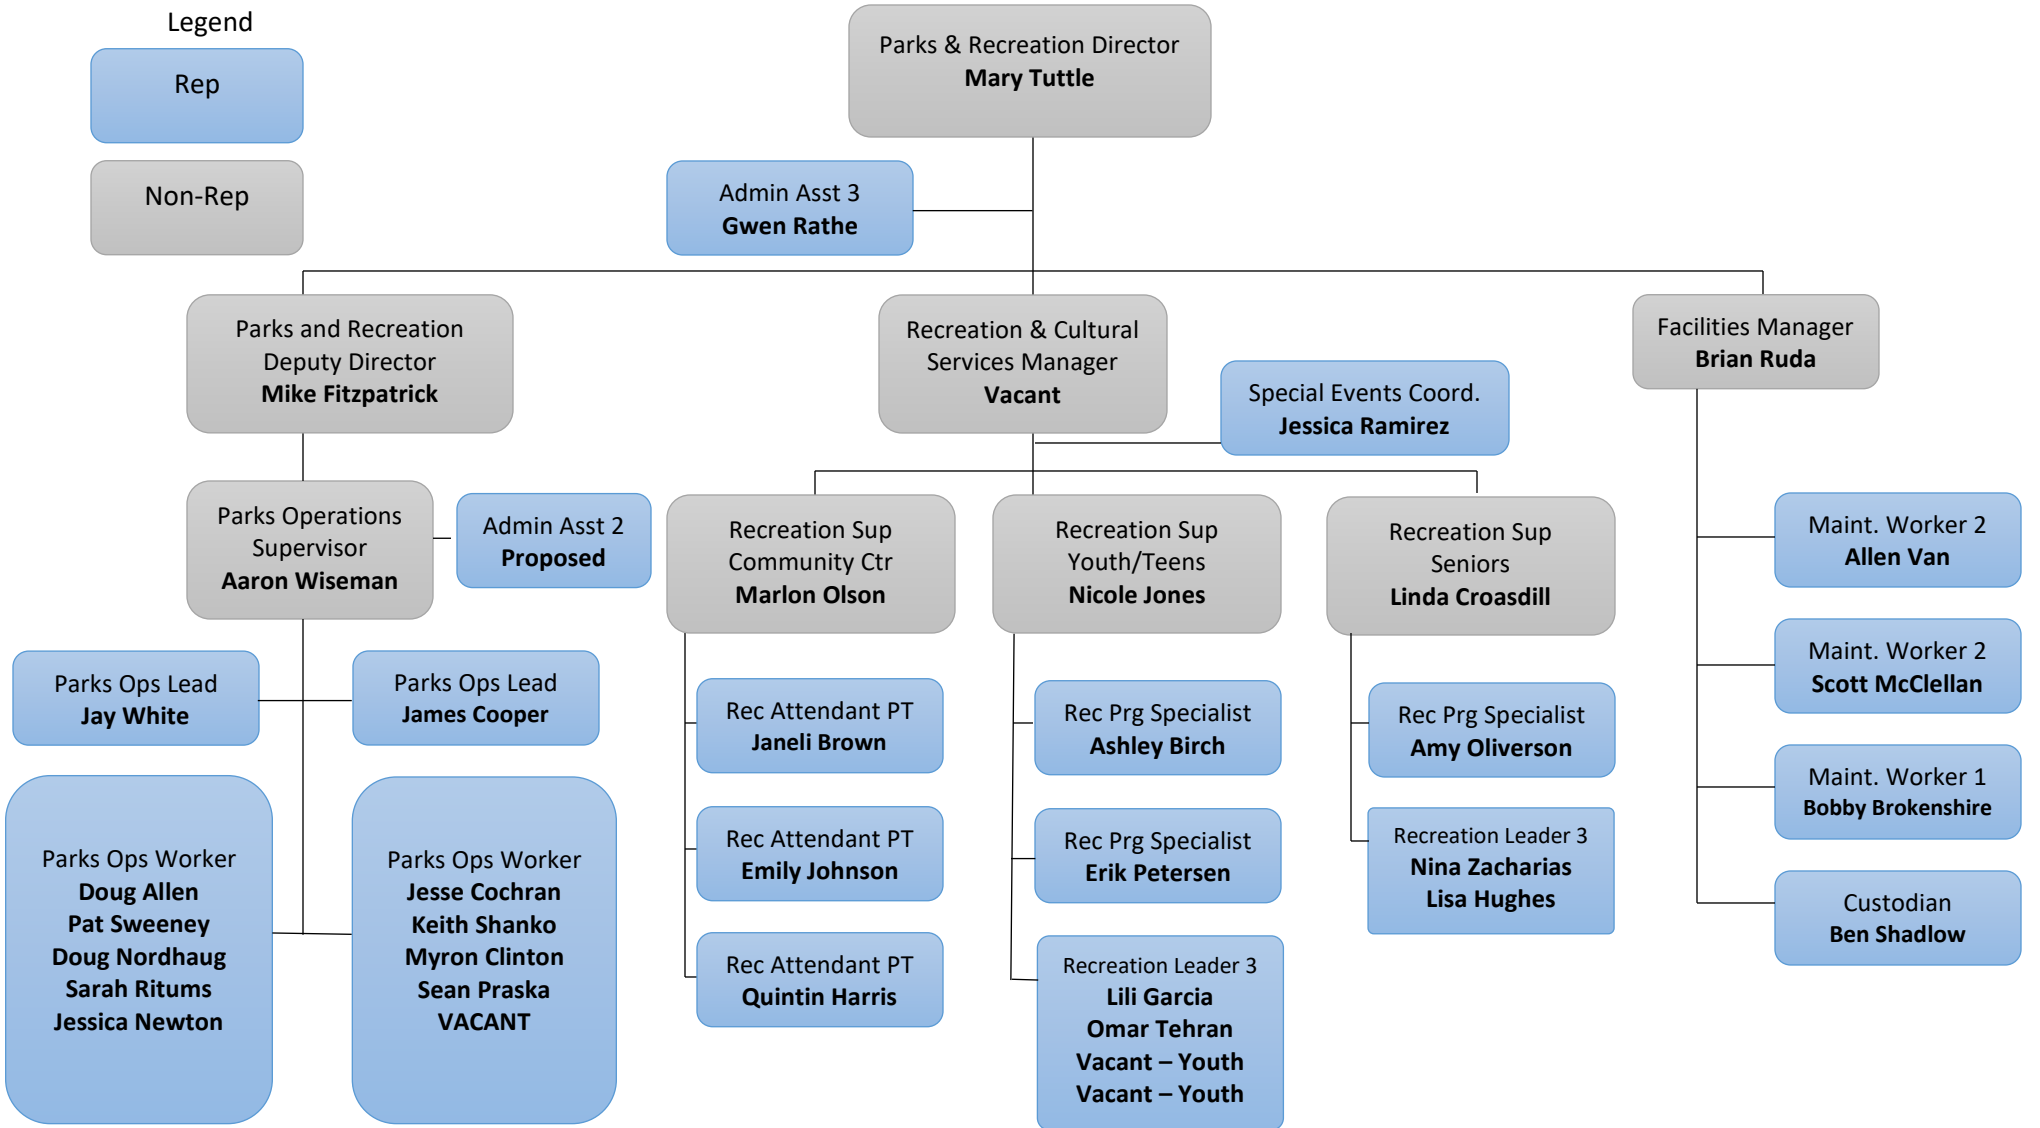 Legend
Rep
Non-Rep
Parks & Recreation Director
Mary Tuttle
Admin Asst 3
Gwen Rathe
Parks and Recreation
Deputy Director
Mike Fitzpatrick
Recreation & Cultural
Services Manager
Vacant
Facilities Manager
Brian Ruda
Special Events Coord.
Jessica Ramirez
Parks Operations
Supervisor
Aaron Wiseman
Admin Asst 2
Proposed
Recreation Sup
Community Ctr
Marlon Olson
Recreation Sup
Youth/Teens
Nicole Jones
Recreation Sup
Seniors
Linda Croasdill
Maint. Worker 2
Allen Van
Maint. Worker 2
Scott McClellan
Maint. Worker 1
Bobby Brokenshire
Custodian
Ben Shadlow
Parks Ops Lead
Jay White
Parks Ops Lead
James Cooper
Parks Ops Worker
Doug Allen
Pat Sweeney
Doug Nordhaug
Sarah Ritums
Jessica Newton
Parks Ops Worker
Jesse Cochran
Keith Shanko
Myron Clinton
Sean Praska
VACANT
Rec Attendant PT
Janeli Brown
Rec Attendant PT
Emily Johnson
Rec Attendant PT
Quintin Harris
Rec Prg Specialist
Ashley Birch
Rec Prg Specialist
Erik Petersen
Recreation Leader 3
Lili Garcia
Omar Tehran
Vacant – Youth
Vacant – Youth
Rec Prg Specialist
Amy Oliverson
Recreation Leader 3
Nina Zacharias
Lisa Hughes